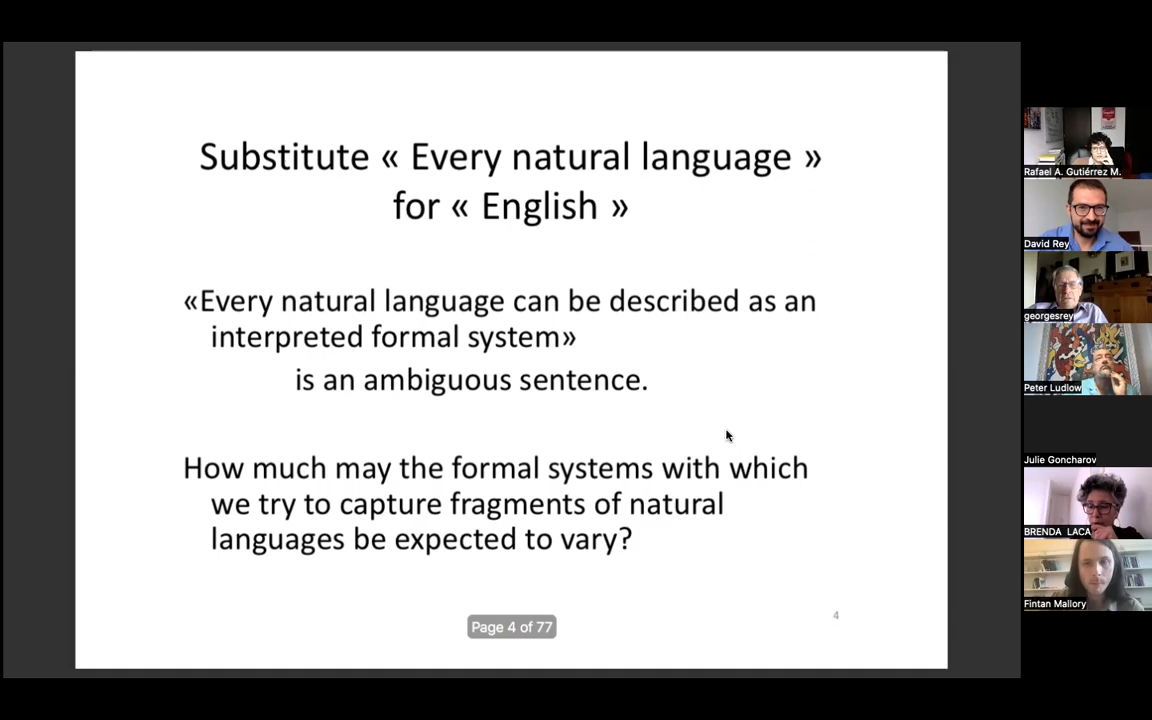 Substitute « Every natural language »
for « English »
«Every natural language can be described as an
interpreted formal system»
is an ambiguous sentence.
How much may the formal systems with which
we try to capture fragments of natural
languages be expected to vary?
4
Page 4 of 77
Rafael A. Gutiérrez M.
David Rey
georgesrey
Peter Ludlow
Julie Goncharov
BRENDA LACA
Fintan Mallory